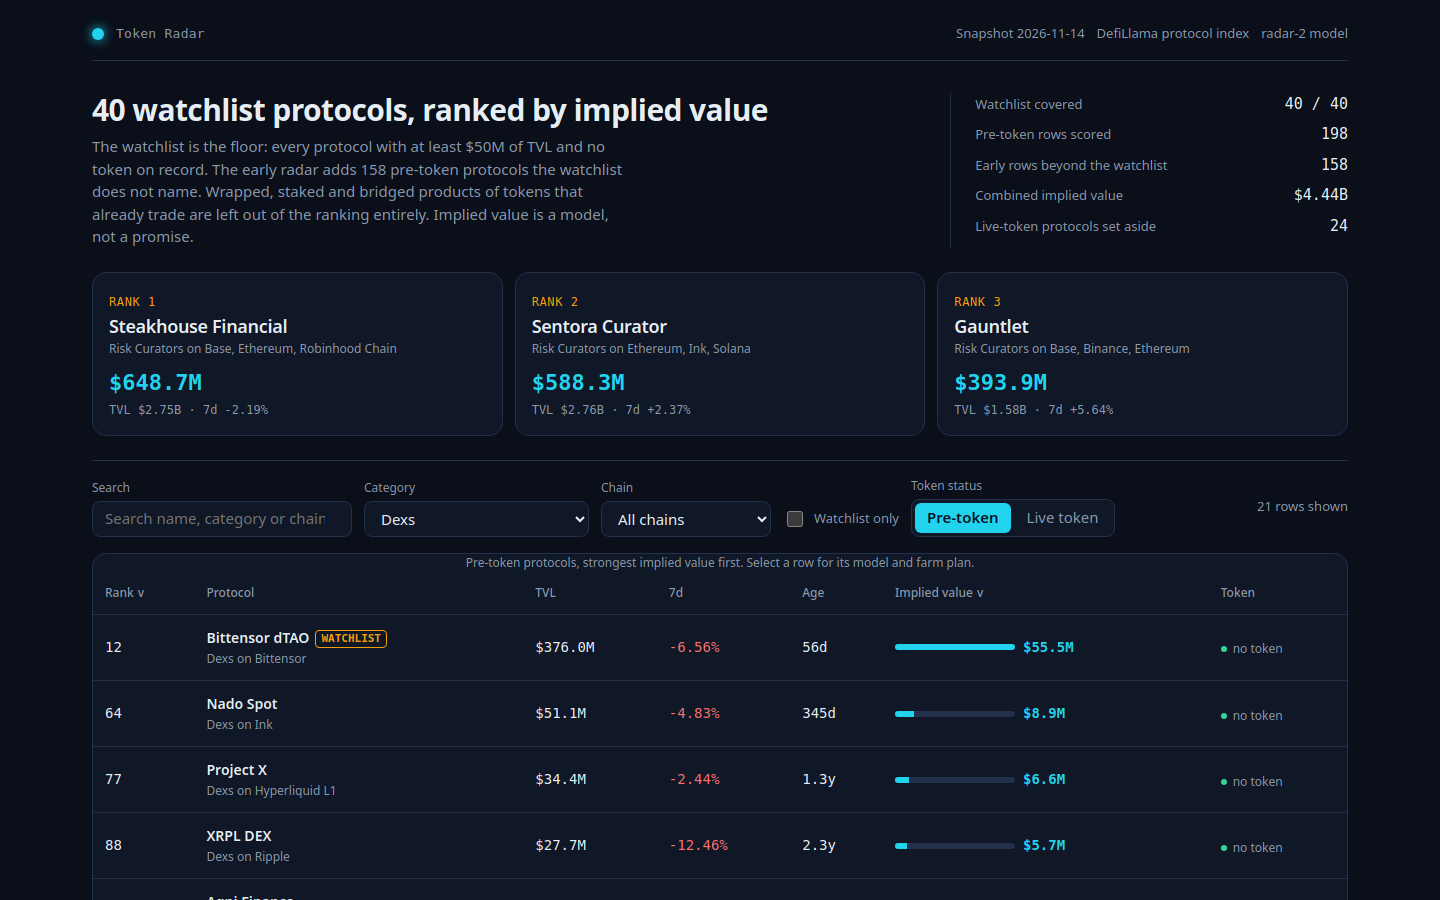 Token Radar
Snapshot 2026-11-14 DefiLlama protocol index radar-2 model
40 watchlist protocols, ranked by implied value
The watchlist is the floor: every protocol with at least $50M of TVL and no
token on record. The early radar adds 158 pre-token protocols the watchlist
does not name. Wrapped, staked and bridged products of tokens that
already trade are left out of the ranking entirely. Implied value is a model,
not a promise.
Watchlist covered 40 / 40
Pre-token rows scored 198
Early rows beyond the watchlist 158
Combined implied value $4.44B
Live-token protocols set aside 24
RANK 1
Steakhouse Financial
Risk Curators on Base, Ethereum, Robinhood Chain
$648.7M
TVL $2.75B · 7d -2.19%
RANK 2
Sentora Curator
Risk Curators on Ethereum, Ink, Solana
$588.3M
TVL $2.76B · 7d +2.37%
RANK 3
Gauntlet
Risk Curators on Base, Binance, Ethereum
$393.9M
TVL $1.58B · 7d +5.64%
Search Category Chain Token status
Search name, category or chain Dexs All chains Watchlist only Pre-token Live token 21 rows shown
Pre-token protocols, strongest implied value first. Select a row for its model and farm plan.
Rank v Protocol TVL 7d Age Implied value v Token
12 Bittensor dTAO WATCHLIST $376.0M -6.56% 56d $55.5M no token
Dexs on Bittensor
64 Nado Spot $51.1M -4.83% 345d $8.9M no token
Dexs on Ink
77 Project X $34.4M -2.44% 1.3y $6.6M no token
Dexs on Hyperliquid L1
88 XRPL DEX $27.7M -12.46% 2.3y $5.7M no token
Dexs on Ripple